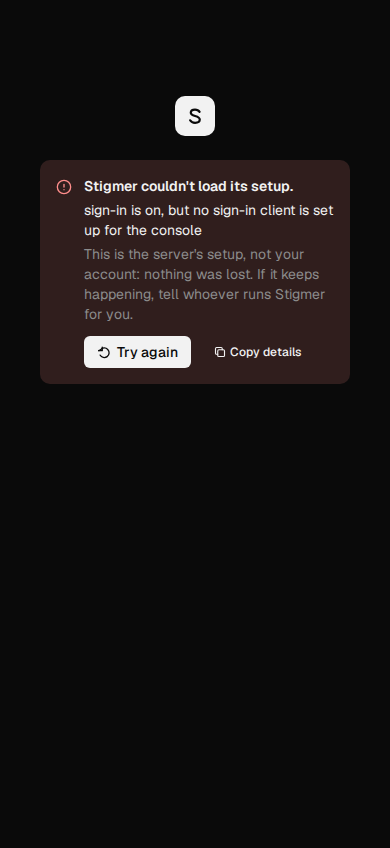 S
Stigmer couldn't load its setup.
sign-in is on, but no sign-in client is set
up for the console
This is the server's setup, not your
account: nothing was lost. If it keeps
happening, tell whoever runs Stigmer
for you.
Try again
Copy details